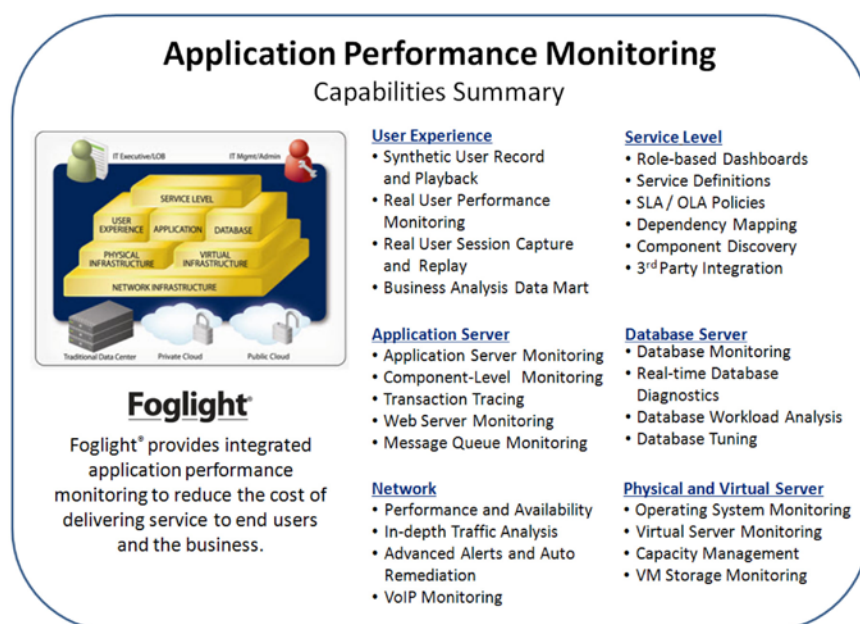 Application Performance Monitoring
Capabilities Summary
IT Executive/LOB
IT Mgmt/Admin
SERVICE LEVEL
USER
EXPERIENCE
APPLICATION
DATABASE
PHYSICAL
INFRASTRUCTURE
VIRTUAL
INFRASTRUCTURE
NETWORK INFRASTRUCTURE
Traditional Data Center
Private Cloud
Public Cloud
Foglight®
Foglight® provides integrated
application performance
monitoring to reduce the cost of
delivering service to end users
and the business.
User Experience
• Synthetic User Record
and Playback
• Real User Performance
Monitoring
• Real User Session Capture
and Replay
• Business Analysis Data Mart
Service Level
• Role-based Dashboards
• Service Definitions
• SLA / OLA Policies
• Dependency Mapping
• Component Discovery
• 3rd Party Integration
Application Server
• Application Server Monitoring
• Component-Level Monitoring
• Transaction Tracing
• Web Server Monitoring
• Message Queue Monitoring
Database Server
• Database Monitoring
• Real-time Database
Diagnostics
• Database Workload Analysis
• Database Tuning
Network
• Performance and Availability
• In-depth Traffic Analysis
• Advanced Alerts and Auto
Remediation
• VoIP Monitoring
Physical and Virtual Server
• Operating System Monitoring
• Virtual Server Monitoring
• Capacity Management
• VM Storage Monitoring